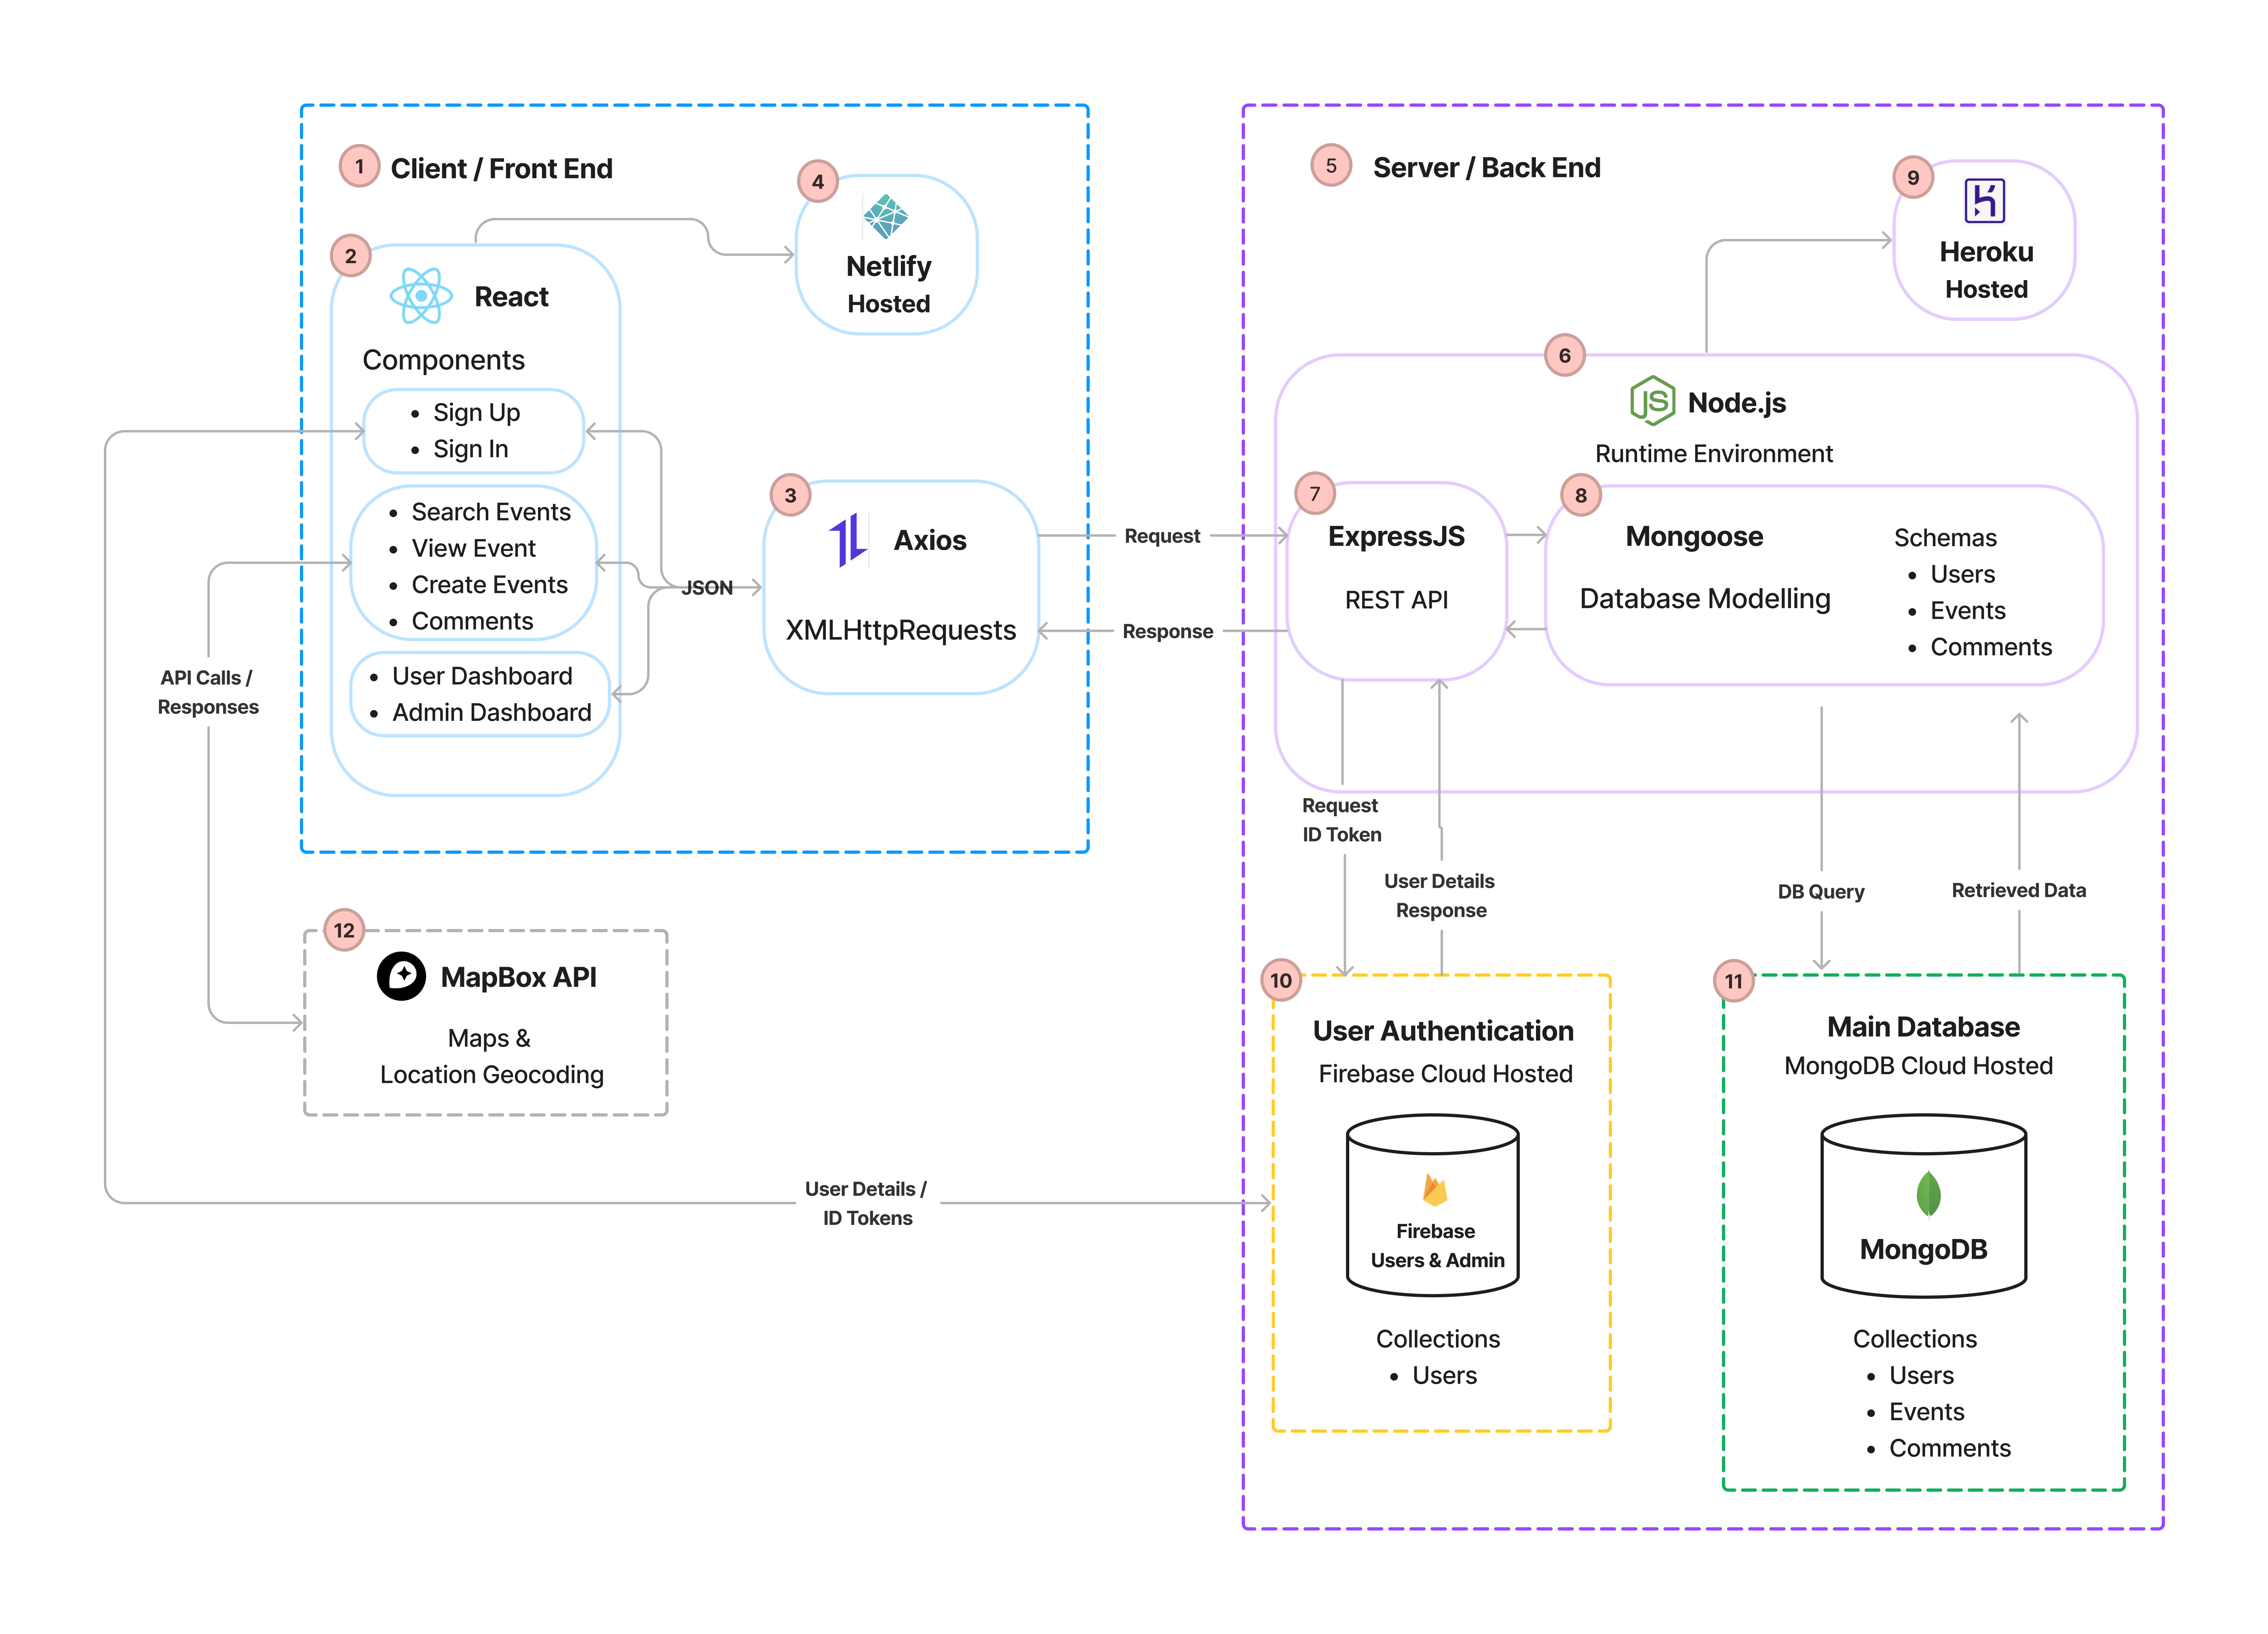 1
Client / Front End
2
React
Components
• Sign Up
• Sign In
• Search Events
• View Event
• Create Events
• Comments
• User Dashboard
• Admin Dashboard
4
Netlify
Hosted
JSON
3
Axios
XMLHttpRequests
Request
Response
API Calls /
Responses
12
MapBox API
Maps &
Location Geocoding
User Details /
ID Tokens
5
Server / Back End
9
Heroku
Hosted
6
JS
Node.js
Runtime Environment
7
ExpressJS
REST API
8
Mongoose
Database Modelling
Schemas
• Users
• Events
• Comments
Request
ID Token
User Details
Response
DB Query
Retrieved Data
10
User Authentication
Firebase Cloud Hosted
Firebase
Users & Admin
Collections
• Users
11
Main Database
MongoDB Cloud Hosted
MongoDB
Collections
• Users
• Events
• Comments